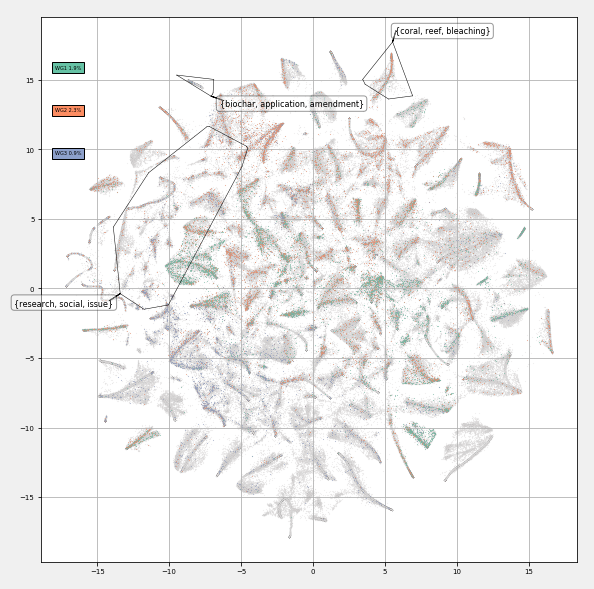 {coral, reef, bleaching}
WG1 1.9%
15
{biochar, application, amendment}
WG2 2.3%
WG3 0.9%
10
5
0
{research, social, issue}
−5
−10
−15
−15 −10 −5 0 5 10 15